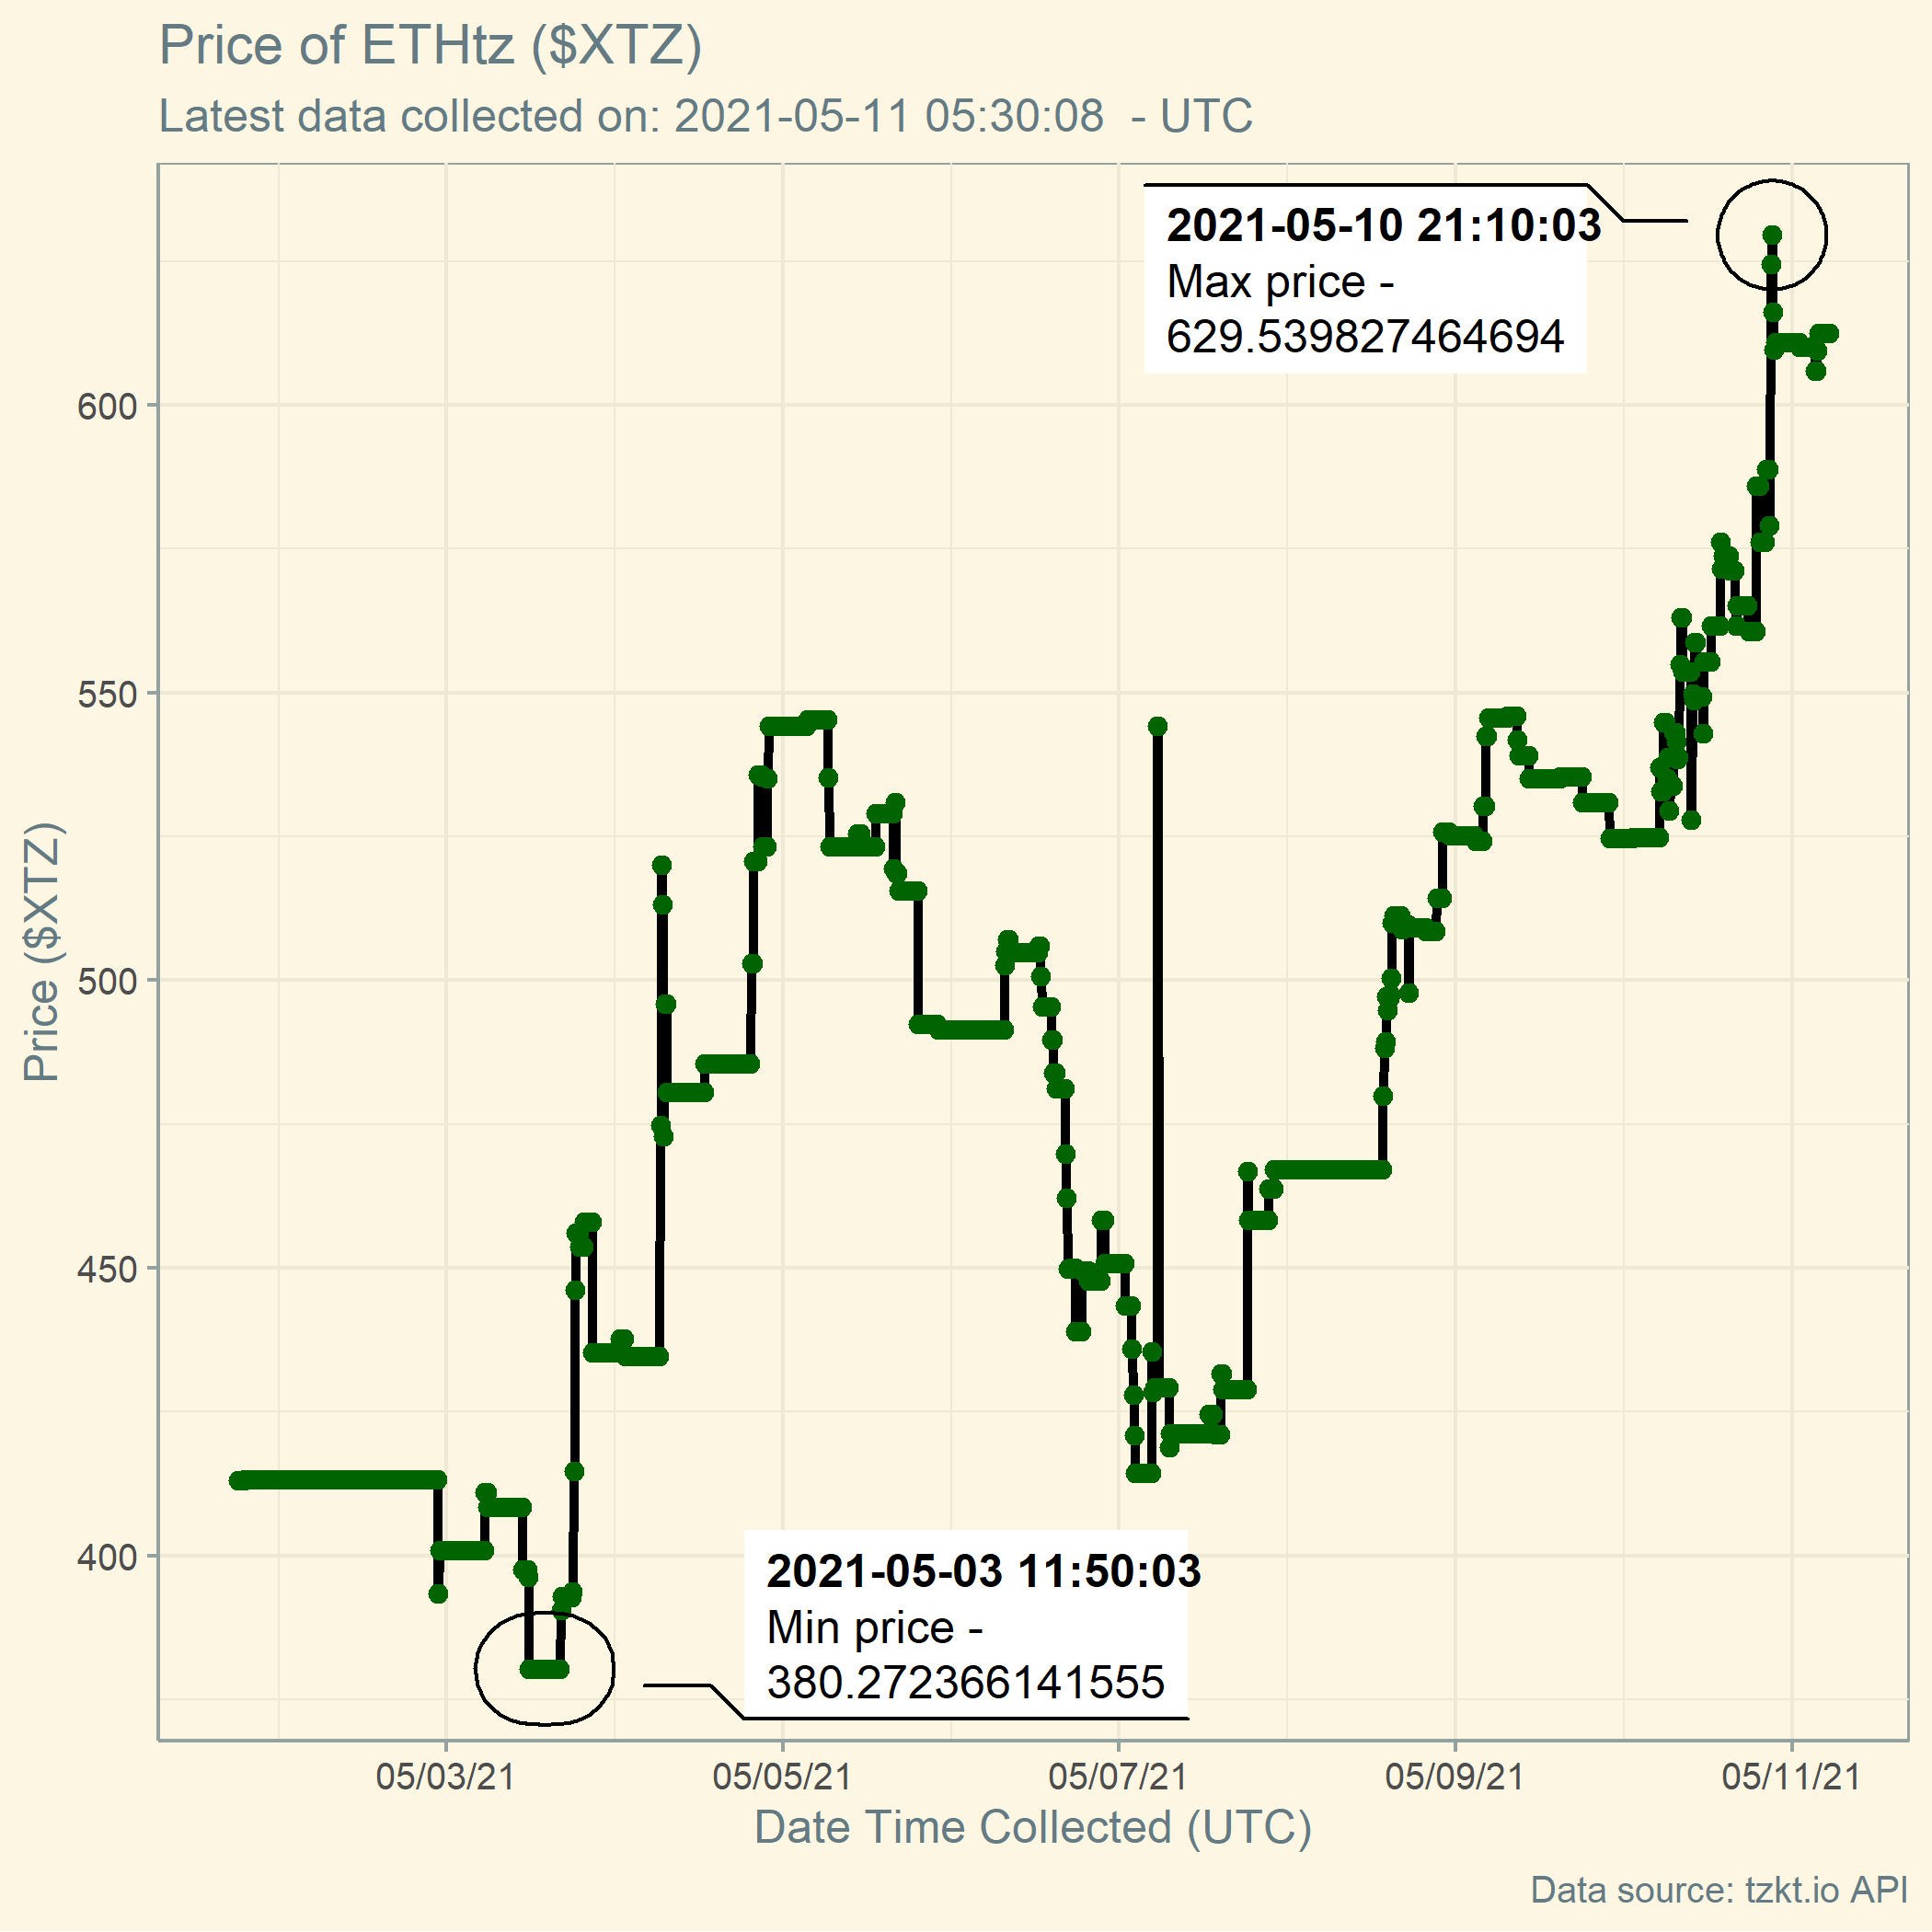 Price of ETHtz ($XTZ)
Latest data collected on: 2021-05-11 05:30:08  - UTC
2021-05-10 21:10:03
Max price -
629.539827464694
600
550
500
450
400
Price ($XTZ)
2021-05-03 11:50:03
Min price -
380.272366141555
05/03/21 05/05/21 05/07/21 05/09/21 05/11/21
Date Time Collected (UTC)
Data source: tzkt.io API